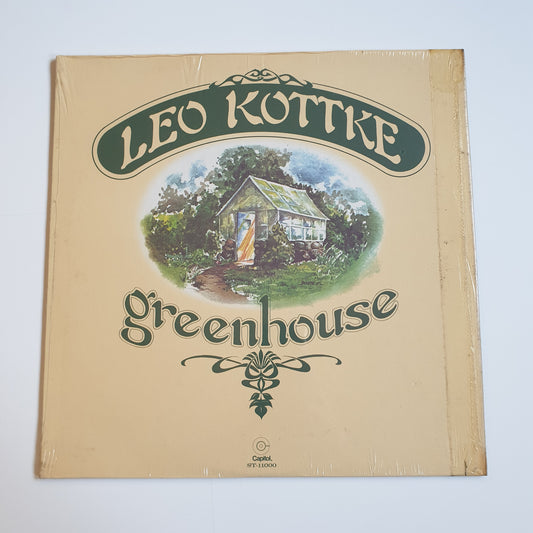 LEO KOTTKE
greenhouse
Capitol.
ST-11000